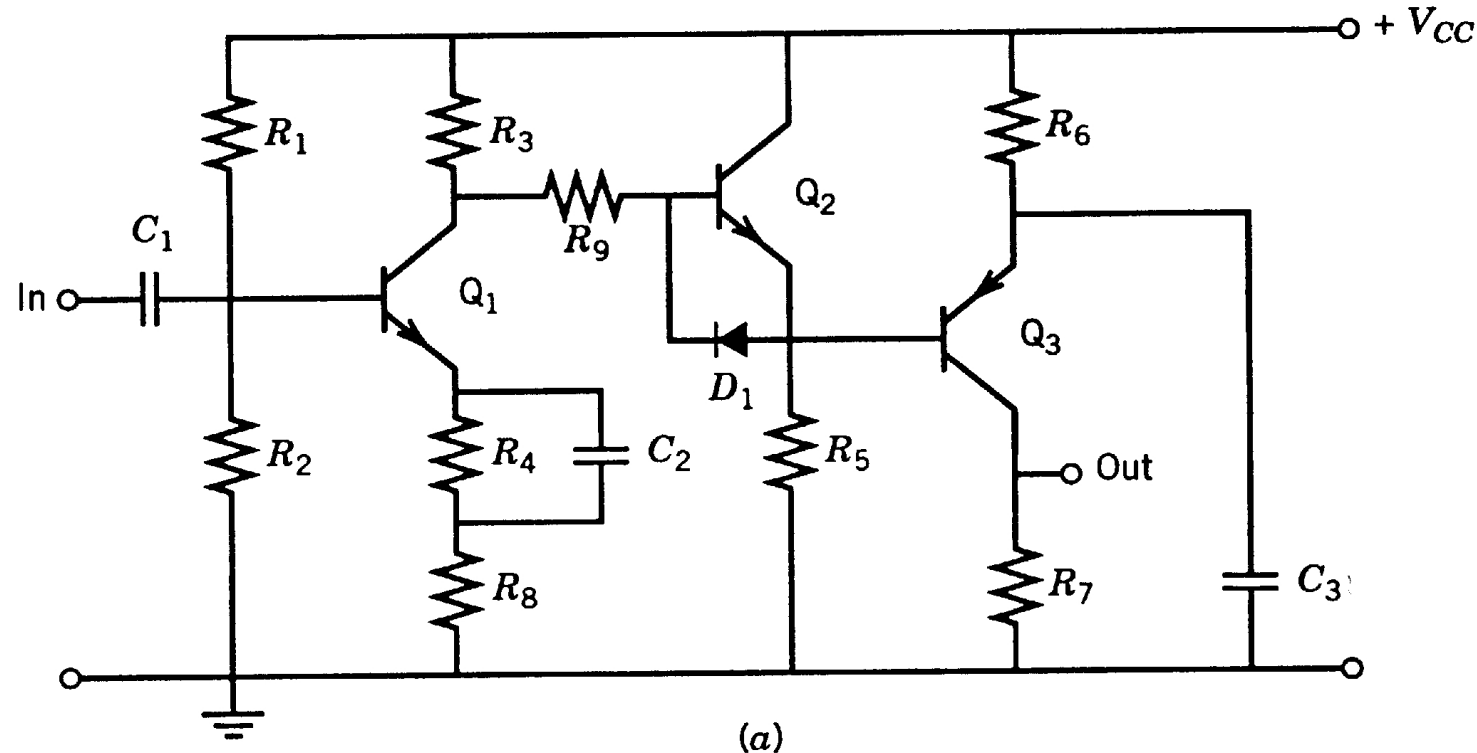 + V_CC
R_1
R_3
R_6
Q_2
C_1
R_9
In
Q_1
Q_3
D_1
R_2
R_4
C_2
R_5
Out
R_8
R_7
C_3
(a)